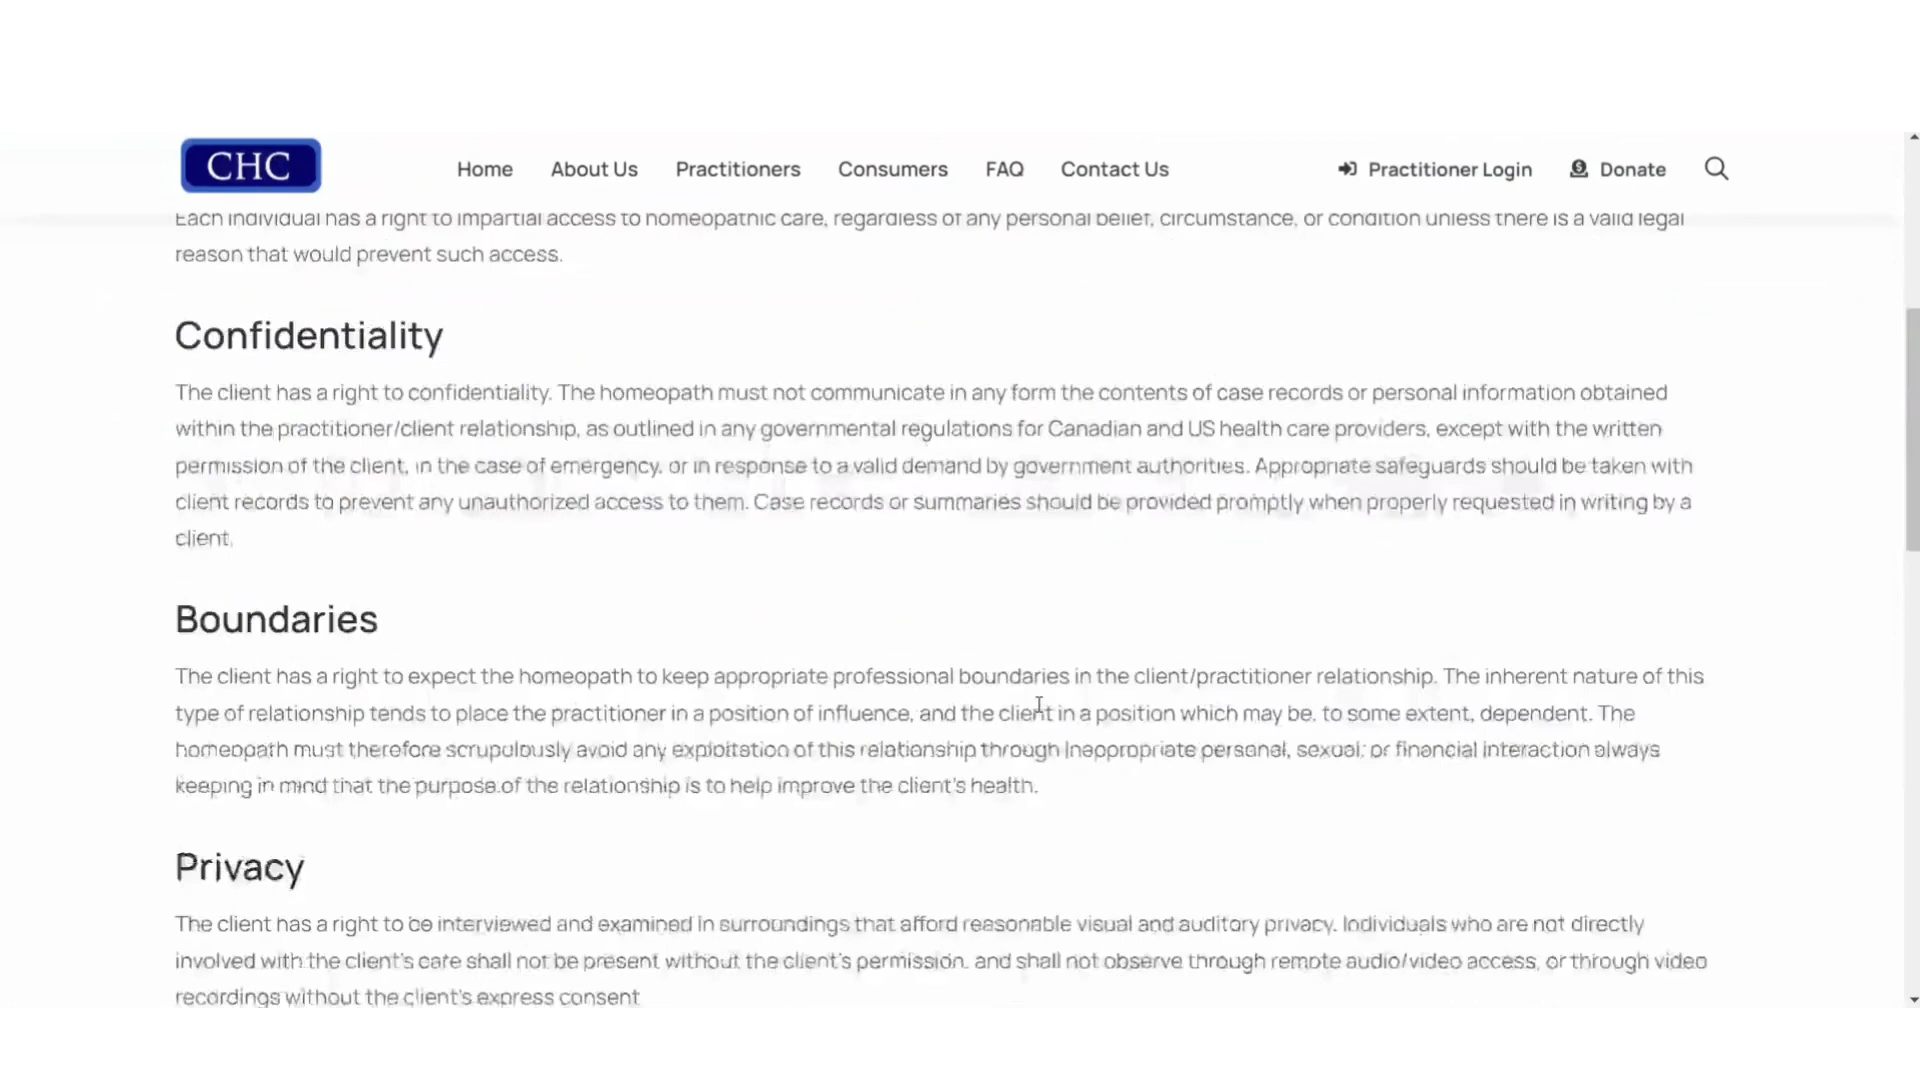 CHC
Home About Us Practitioners Consumers FAQ Contact Us Practitioner Login Donate
Each individual has a right to impartial access to homeopathic care, regardless of any personal belief, circumstance, or condition unless there is a valid legal
reason that would prevent such access.
Confidentiality
The client has a right to confidentiality. The homeopath must not communicate in any form the contents of case records or personal information obtained
within the practitioner/client relationship, as outlined in any governmental regulations for Canadian and US health care providers, except with the written
permission of the client, in the case of emergency, or in response to a valid demand by government authorities. Appropriate safeguards should be taken with
client records to prevent any unauthorized access to them. Case records or summaries should be provided promptly when properly requested in writing by a
client.
Boundaries
The client has a right to expect the homeopath to keep appropriate professional boundaries in the client/practitioner relationship. The inherent nature of this
type of relationship tends to place the practitioner in a position of influence, and the client in a position which may be, to some extent, dependent. The
homeopath must therefore scrupulously avoid any exploitation of this relationship through inappropriate personal, sexual, or financial interaction always
keeping in mind that the purpose of the relationship is to help improve the client's health.
Privacy
The client has a right to be interviewed and examined in surroundings that afford reasonable visual and auditory privacy. Individuals who are not directly
involved with the client's care shall not be present without the client's permission, and shall not observe through remote audio/video access, or through video
recordings without the client's express consent